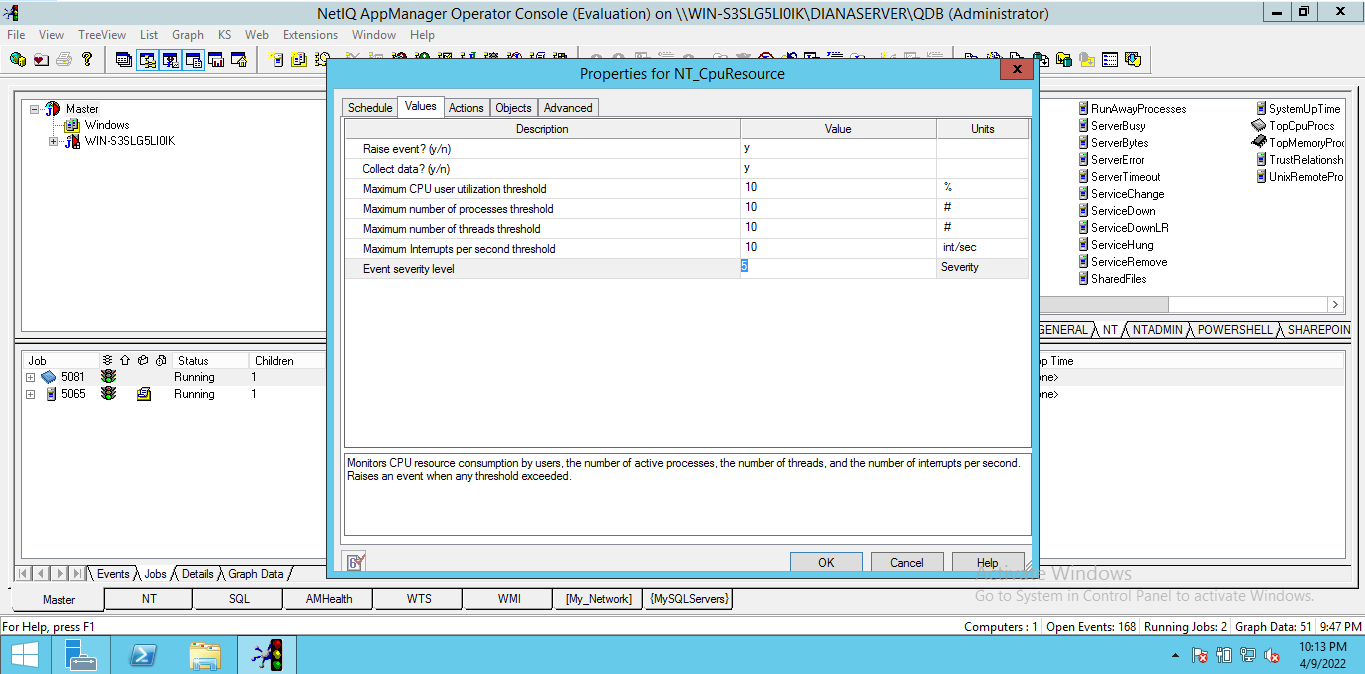 NetIQ AppManager Operator Console (Evaluation) on \\WIN-S3SLG5LI0IK\DIANASERVER\QDB (Administrator)
File View TreeView List Graph KS Web Extensions Window Help
Properties for NT_CpuResource
Schedule Values Actions Objects Advanced
Description Value Units
Raise event? (y/n) y
Collect data? (y/n) y
Maximum CPU user utilization threshold 10 %
Maximum number of processes threshold 10 #
Maximum number of threads threshold 10 #
Maximum Interrupts per second threshold 10 int/sec
Event severity level 5 Severity
Monitors CPU resource consumption by users, the number of active processes, the number of threads, and the number of interrupts per second.
Raises an event when any threshold exceeded.
OK Cancel Help
Master
Windows
WIN-S3SLG5LI0IK
RunAwayProcesses SystemUpTime
ServerBusy TopCpuProcs
ServerBytes TopMemoryProc
ServerError TrustRelationsh
ServerTimeout UnixRemotePro
ServiceChange
ServiceDown
ServiceDownLR
ServiceHung
ServiceRemove
SharedFiles
GENERAL NT NTADMIN POWERSHELL SHAREPOIN
Job Status Children p Time
5081 Running 1 ne>
5065 Running 1 ne>
Events Jobs Details Graph Data
Activate Windows
Go to System in Control Panel to activate Windows.
Master NT SQL AMHealth WTS WMI [My_Network] {MySQLServers}
For Help, press F1 Computers : 1 Open Events: 168 Running Jobs: 2 Graph Data: 51 9:47 PM
10:13 PM
4/9/2022